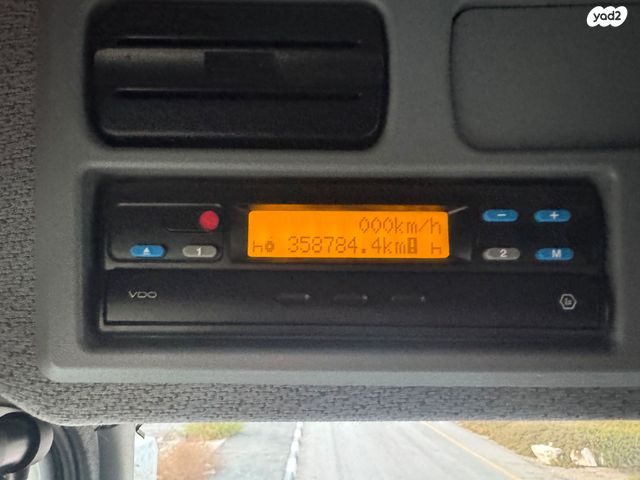 yad2
000km/h
h 358784.4km h
1
2
M
- +
VDO